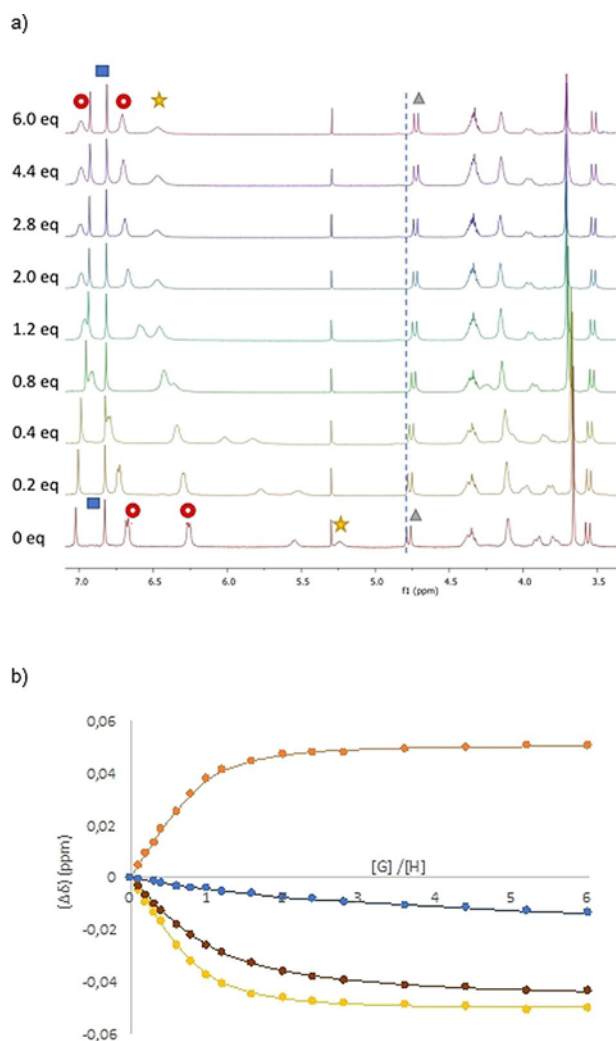 a)
6.0 eq
4.4 eq
2.8 eq
2.0 eq
1.2 eq
0.8 eq
0.4 eq
0.2 eq
0 eq
7.0 6.5 6.0 5.5 5.0 4.5 4.0 3.5
f1 (ppm)
b)
0,06
0,04
0,02
0
-0,02
-0,04
-0,06
(Δδ) (ppm)
[G] /[H]
0 1 2 3 4 5 6